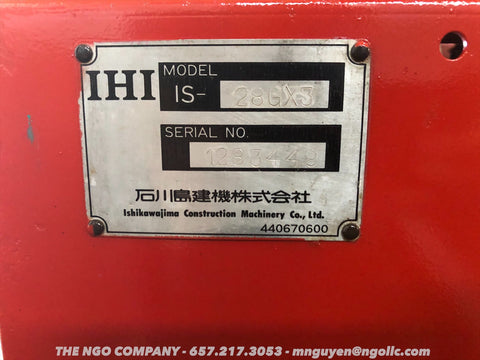 IHI
MODEL
IS- 28GX3
SERIAL NO.
石川島建機株式会社
Ishikawajima Construction Machinery Co., Ltd.
440670600
THE NGO COMPANY - 657.217.3053 - mnguyen@ngollc.com